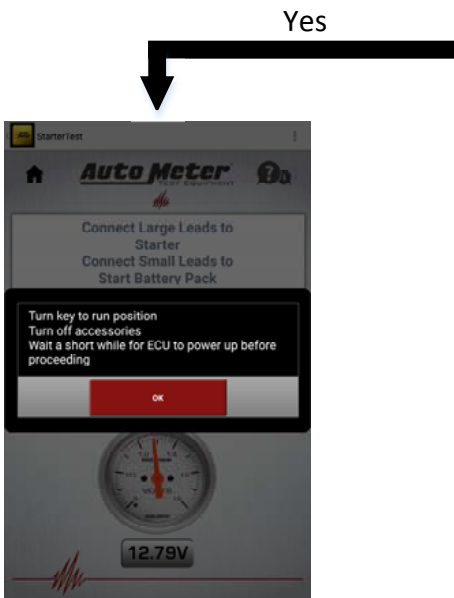 Yes
StarterTest
Auto Meter
TEST EQUIPMENT
Connect Large Leads to
Starter
Connect Small Leads to
Start Battery Pack
Turn key to run position
Turn off accessories
Wait a short while for ECU to power up before
proceeding
OK
12.79V